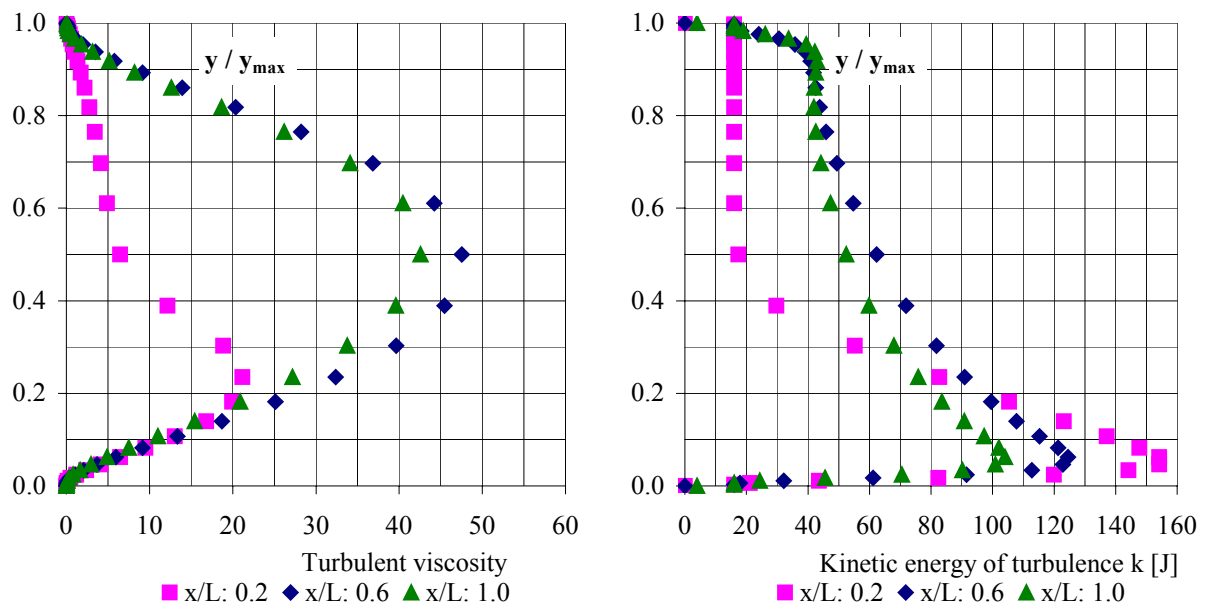 1.0
y / ymax
0.8
0.6
0.4
0.2
0.0
0 10 20 30 40 50 60
Turbulent viscosity
x/L: 0.2 x/L: 0.6 x/L: 1.0
1.0
y / ymax
0.8
0.6
0.4
0.2
0.0
0 20 40 60 80 100 120 140 160
Kinetic energy of turbulence k [J]
x/L: 0.2 x/L: 0.6 x/L: 1.0